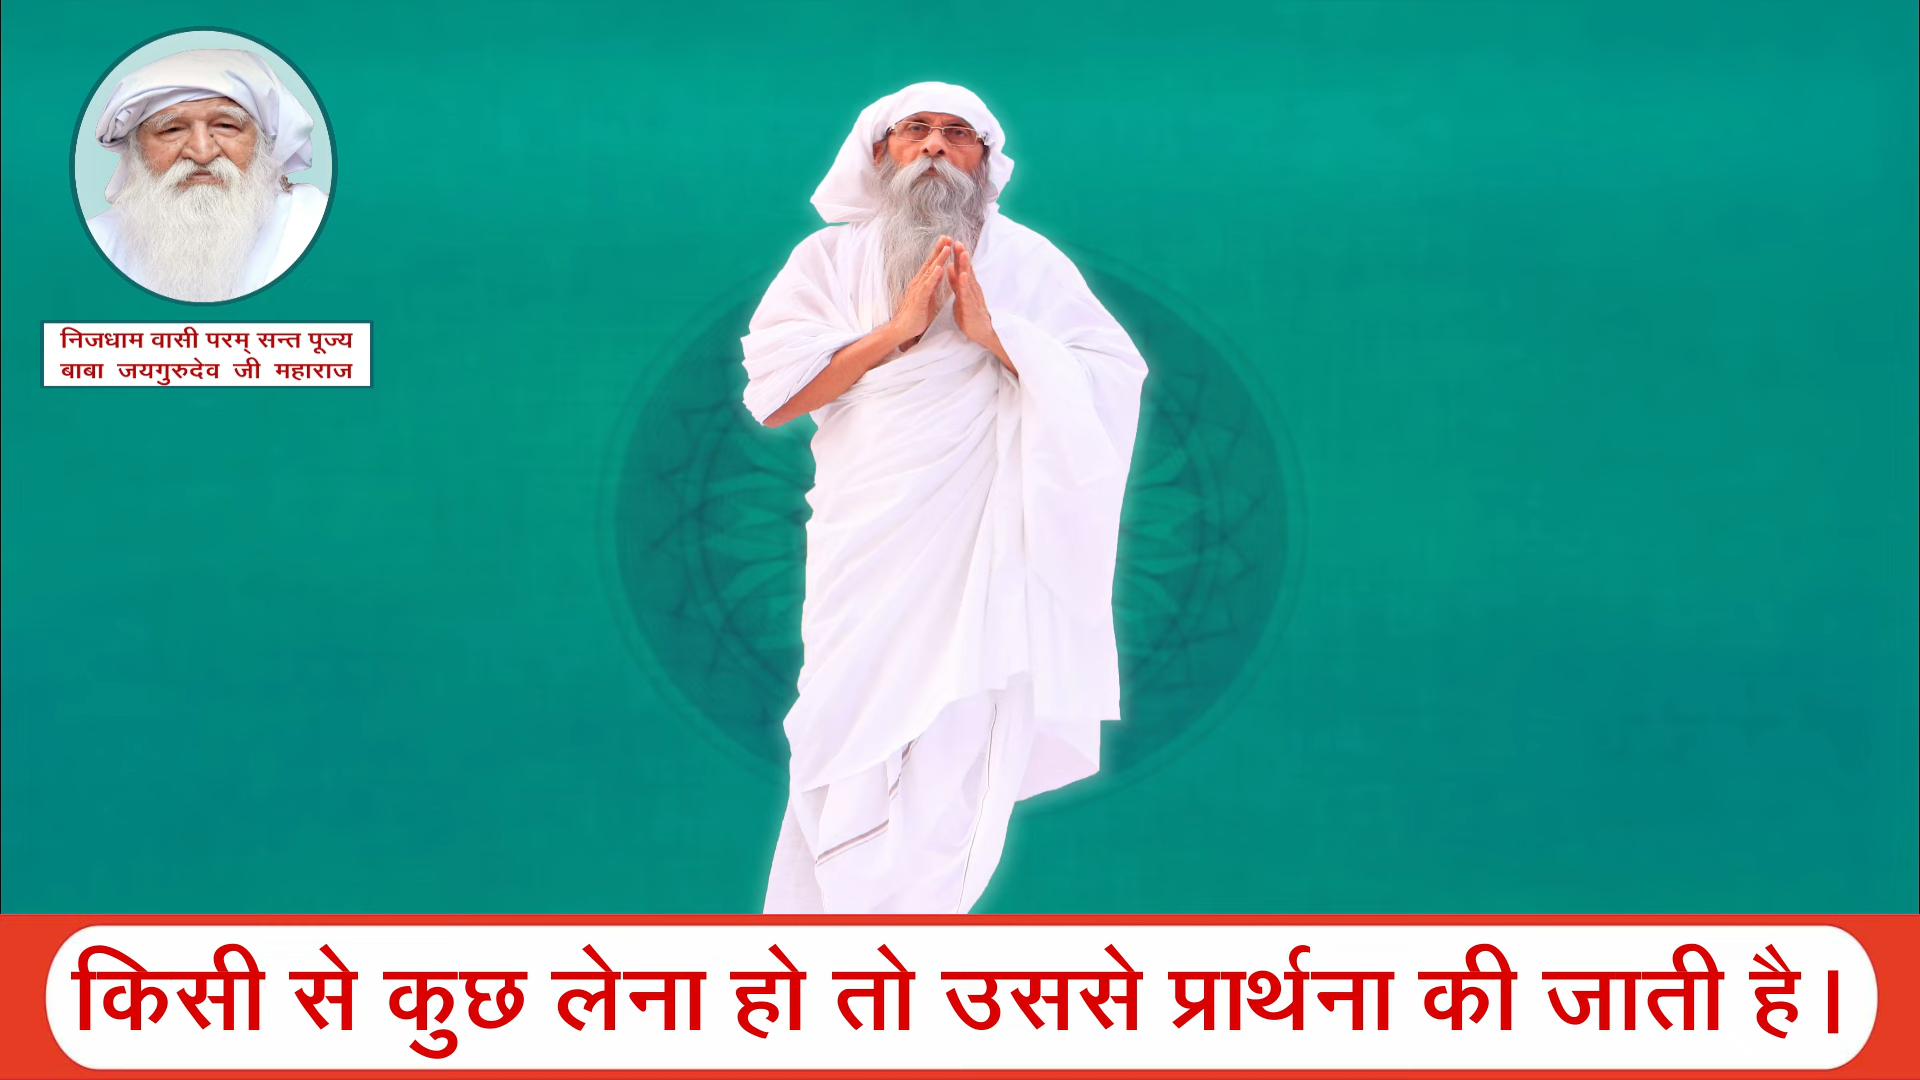 निजधाम वासी परम् सन्त पूज्य
बाबा जयगुरुदेव जी महाराज
किसी से कुछ लेना हो तो उससे प्रार्थना की जाती है।